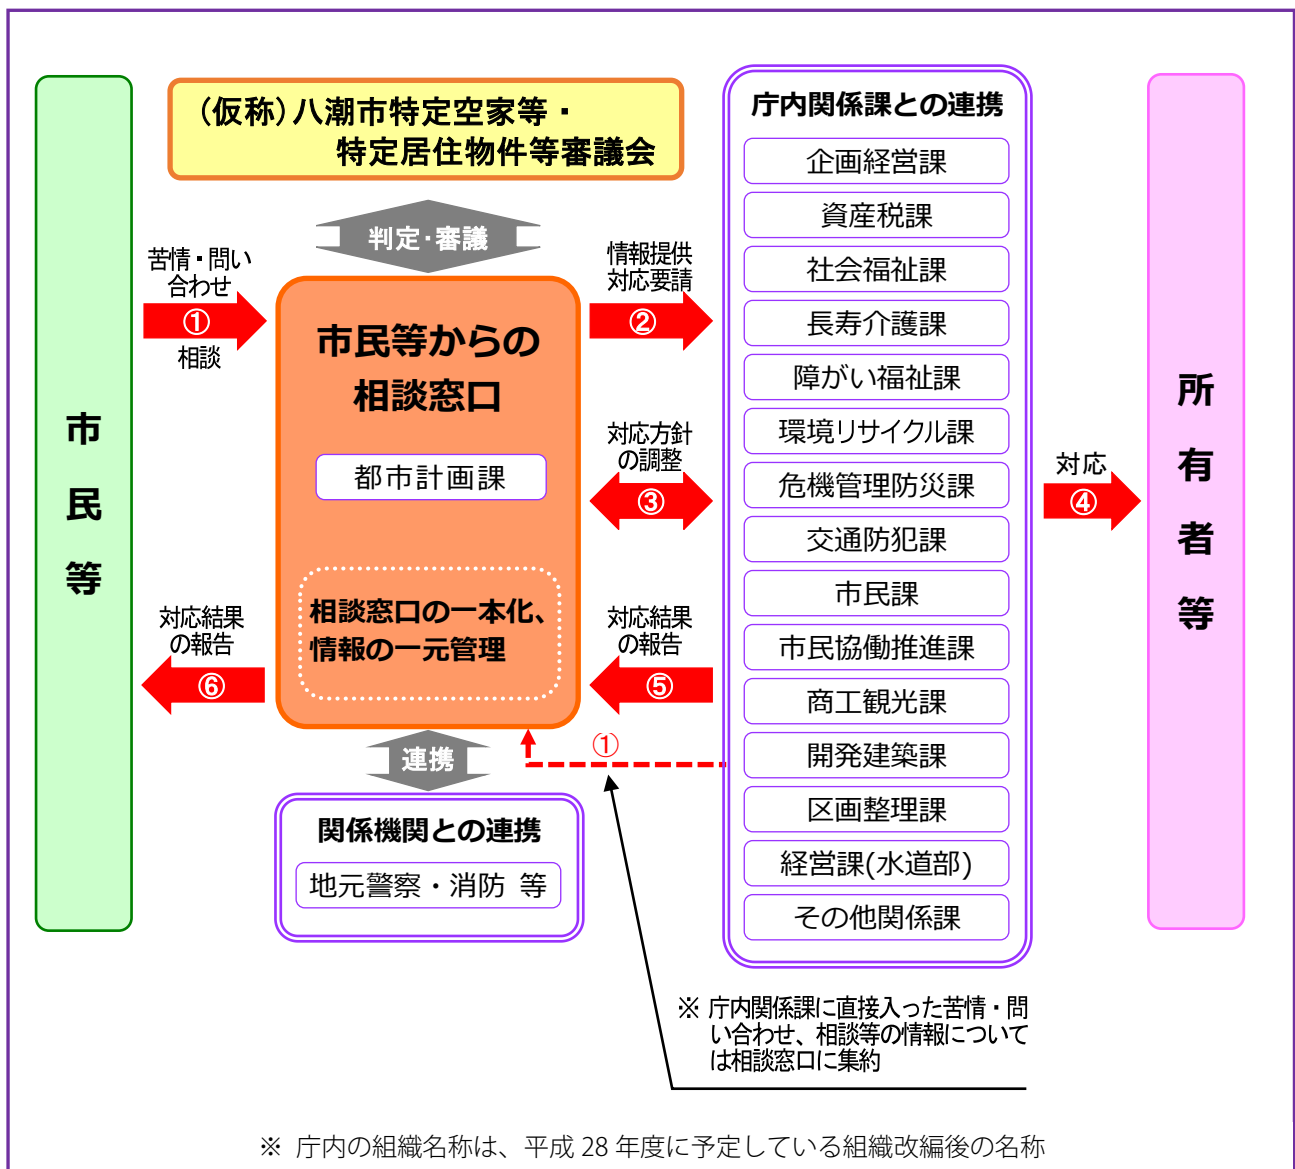 (仮称)八潮市特定空家等・
特定居住物件等審議会
判定・審議
市民等
苦情・問い
合わせ
①
相談
市民等からの
相談窓口
都市計画課
相談窓口の一本化、
情報の一元管理
情報提供
対応要請
②
対応方針
の調整
③
対応結果
の報告
⑤
対応結果
の報告
⑥
①
連携
関係機関との連携
地元警察・消防 等
庁内関係課との連携
企画経営課
資産税課
社会福祉課
長寿介護課
障がい福祉課
環境リサイクル課
危機管理防災課
交通防犯課
市民課
市民協働推進課
商工観光課
開発建築課
区画整理課
経営課(水道部)
その他関係課
対応
④
所有者等
※ 庁内関係課に直接入った苦情・問
い合わせ、相談等の情報について
は相談窓口に集約
※ 庁内の組織名称は、平成 28 年度に予定している組織改編後の名称